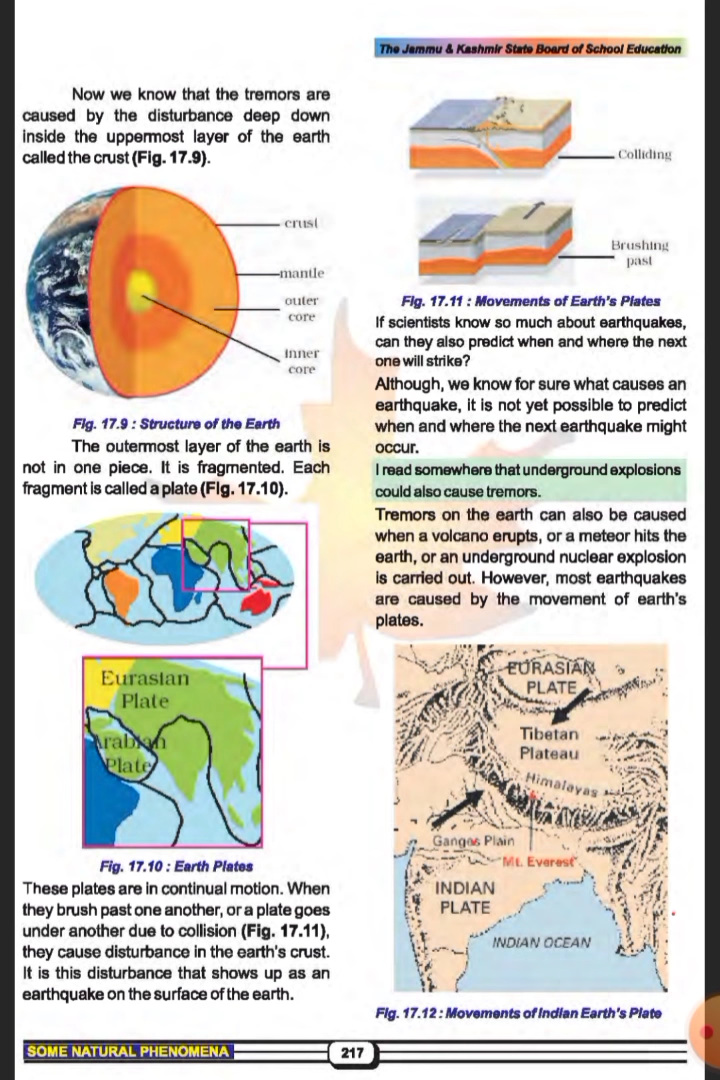 The Jammu & Kashmir State Board of School Education
Now we know that the tremors are
caused by the disturbance deep down
inside the uppermost layer of the earth
called the crust (Fig. 17.9).
crust
mantle
outer
core
inner
core
Fig. 17.9 : Structure of the Earth
The outermost layer of the earth is
not in one piece. It is fragmented. Each
fragment is called a plate (Fig. 17.10).
Eurasian
Plate
Arabian
Plate
Fig. 17.10 : Earth Plates
These plates are in continual motion. When
they brush past one another, or a plate goes
under another due to collision (Fig. 17.11),
they cause disturbance in the earth's crust.
It is this disturbance that shows up as an
earthquake on the surface of the earth.
Colliding
Brushing
past
Fig. 17.11 : Movements of Earth's Plates
If scientists know so much about earthquakes,
can they also predict when and where the next
one will strike?
Although, we know for sure what causes an
earthquake, it is not yet possible to predict
when and where the next earthquake might
occur.
I read somewhere that underground explosions
could also cause tremors.
Tremors on the earth can also be caused
when a volcano erupts, or a meteor hits the
earth, or an underground nuclear explosion
is carried out. However, most earthquakes
are caused by the movement of earth's
plates.
EURASIAN
PLATE
Tibetan
Plateau
Himalayas
Ganges Plain
Mt. Everest
INDIAN
PLATE
INDIAN OCEAN
Fig. 17.12 : Movements of Indian Earth's Plate
SOME NATURAL PHENOMENA
217